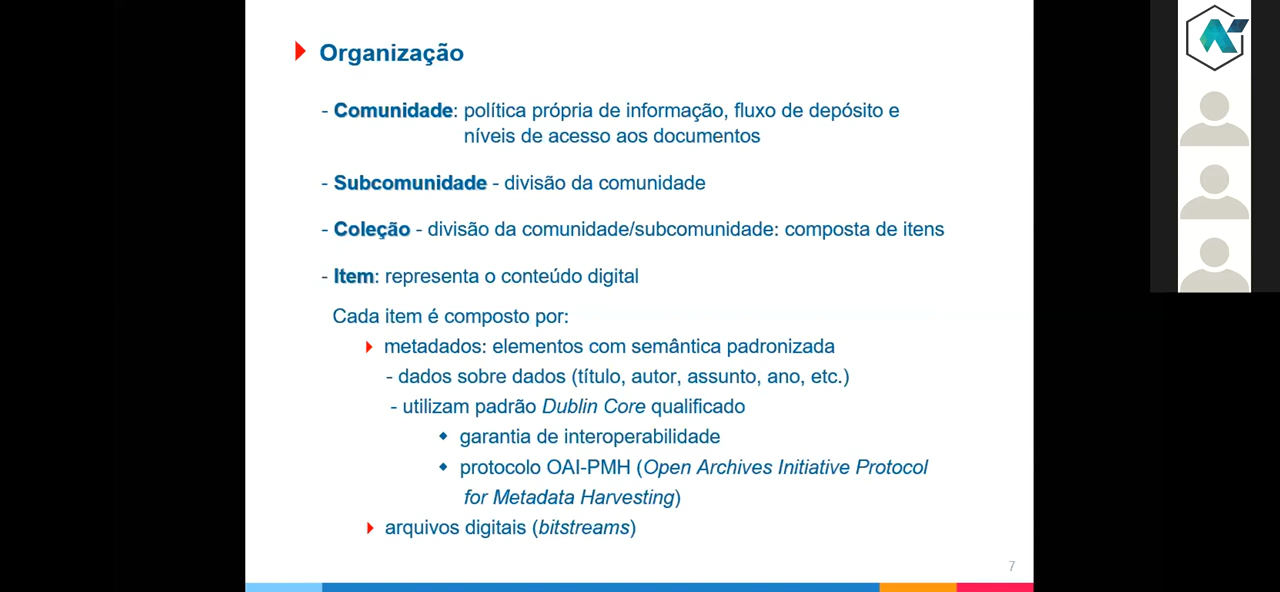 Organização
- Comunidade: política própria de informação, fluxo de depósito e
níveis de acesso aos documentos
- Subcomunidade - divisão da comunidade
- Coleção - divisão da comunidade/subcomunidade: composta de itens
- Item: representa o conteúdo digital
Cada item é composto por:
metadados: elementos com semântica padronizada
- dados sobre dados (título, autor, assunto, ano, etc.)
- utilizam padrão Dublin Core qualificado
garantia de interoperabilidade
protocolo OAI-PMH (Open Archives Initiative Protocol
for Metadata Harvesting)
arquivos digitais (bitstreams)
7